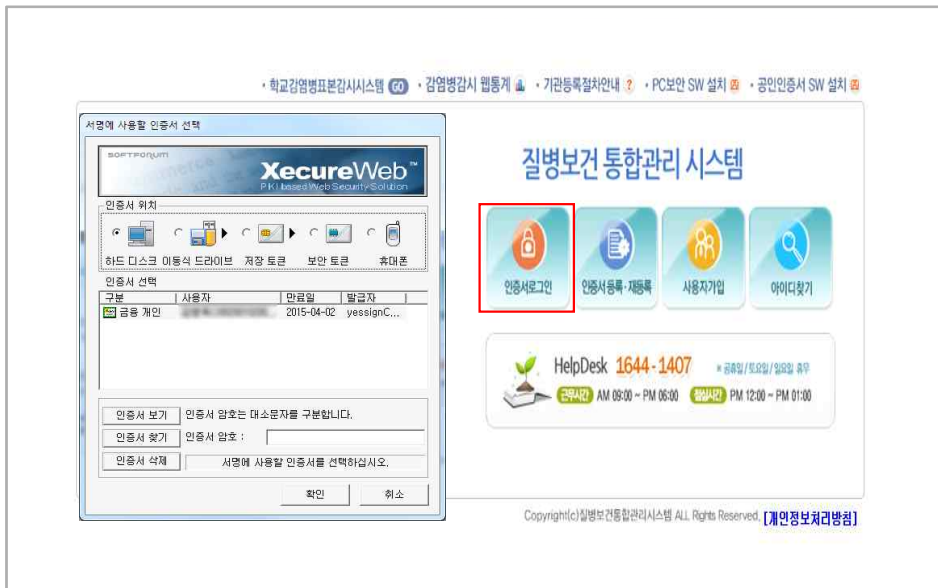 · 학교감염병표본감시시스템 GO · 감염병감시 웹통계 · 기관등록절차안내 ? · PC보안 SW 설치 · 공인인증서 SW 설치
서명에 사용할 인증서 선택
SOFTFORUM
XecureWeb™
PKI based Web Security Solution
인증서 위치
하드 디스크 이동식 드라이브 저장 토큰 보안 토큰 휴대폰
인증서 선택
구분 사용자 만료일 발급자
금융 개인 2015-04-02 yessignC...
인증서 보기 인증서 암호는 대소문자를 구분합니다.
인증서 찾기 인증서 암호 :
인증서 삭제 서명에 사용할 인증서를 선택하십시오.
확인 취소
질병보건 통합관리 시스템
인증서로그인 인증서 등록·재등록 사용자가입 아이디찾기
HelpDesk 1644-1407 * 공휴일/토요일/일요일 휴무
근무시간 AM 09:00 ~ PM 06:00 점심시간 PM 12:00 ~ PM 01:00
Copyright(c)질병보건통합관리시스템 ALL Rights Reserved. [개인정보처리방침]